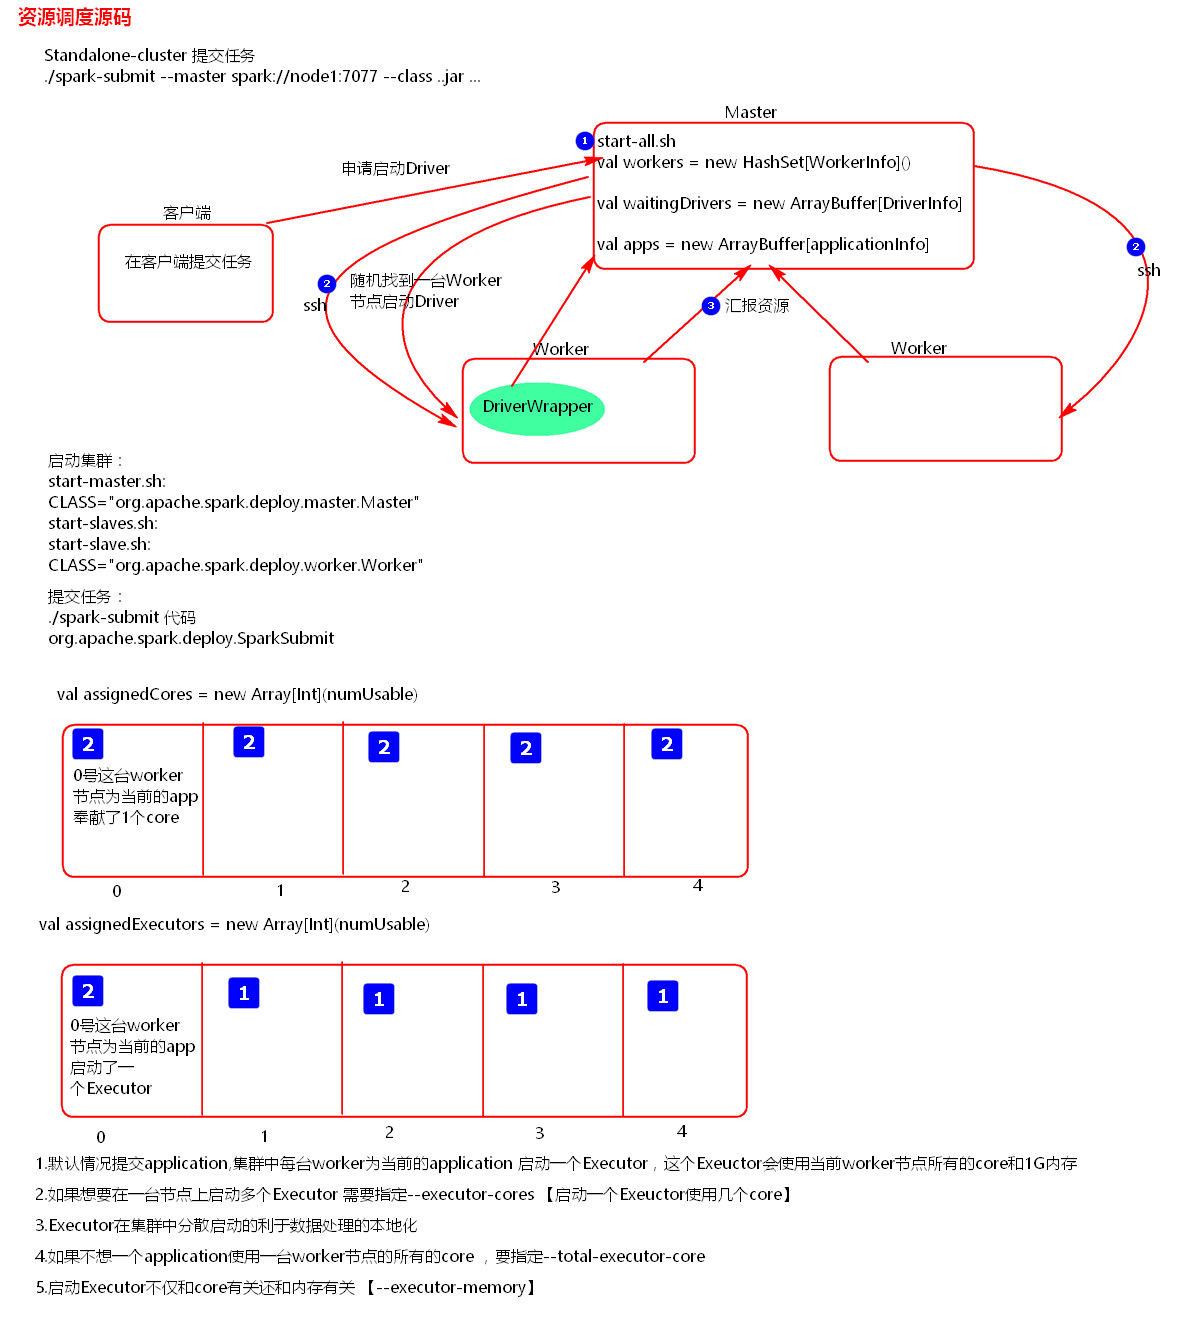 资源调度源码
Standalone-cluster 提交任务
./spark-submit --master spark://node1:7077 --class ..jar ...
Master
1
start-all.sh
val workers = new HashSet[WorkerInfo]()
val waitingDrivers = new ArrayBuffer[DriverInfo]
val apps = new ArrayBuffer[applicationInfo]
申请启动Driver
客户端
在客户端提交任务
2
ssh
随机找到一台Worker
节点启动Driver
2
ssh
3
汇报资源
Worker
DriverWrapper
Worker
启动集群：
start-master.sh:
CLASS="org.apache.spark.deploy.master.Master"
start-slaves.sh:
start-slave.sh:
CLASS="org.apache.spark.deploy.worker.Worker"
提交任务：
./spark-submit 代码
org.apache.spark.deploy.SparkSubmit
val assignedCores = new Array[Int](numUsable)
2 2 2 2 2
0号这台worker
节点为当前的app
奉献了1个core
0 1 2 3 4
val assignedExecutors = new Array[Int](numUsable)
2 1 1 1 1
0号这台worker
节点为当前的app
启动了一
个Executor
0 1 2 3 4
1.默认情况提交application,集群中每台worker为当前的application 启动一个Executor，这个Exeuctor会使用当前worker节点所有的core和1G内存
2.如果想要在一台节点上启动多个Executor 需要指定--executor-cores 【启动一个Exeuctor使用几个core】
3.Executor在集群中分散启动的利于数据处理的本地化
4.如果不想一个application使用一台worker节点的所有的core ，要指定--total-executor-core
5.启动Executor不仅和core有关还和内存有关 【--executor-memory】